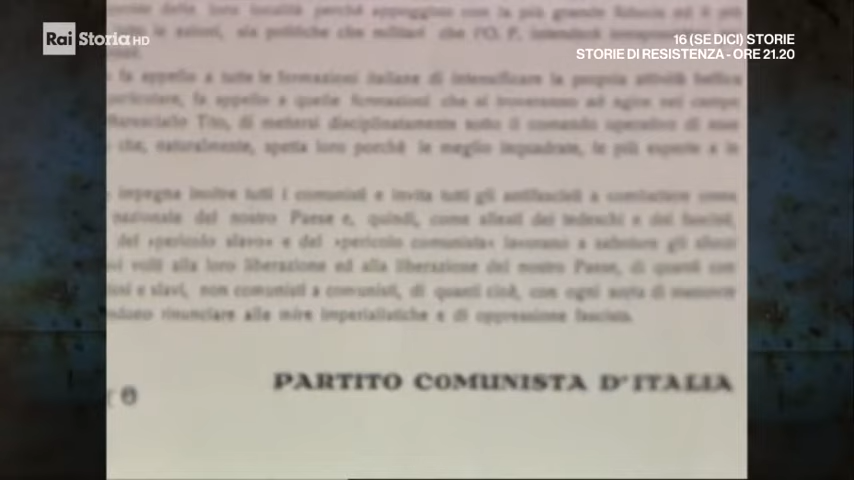 Rai Storia HD
16 (SEDICI) STORIE
STORIE DI RESISTENZA - ORE 21.20
della loro località perchè appoggino con la più grande fiducia ed il più
le azioni, sia politiche che militari che l'O. F.
fa appello a tutte le formazioni italiane di intensificare la propria attività bellica
particolare, fa appello a quelle formazioni che si troveranno ad agire nel campo
Maresciallo Tito, di mettersi disciplinatamente sotto il comando operativo di esse
che, naturalmente, spetta loro perchè le meglio inquadrate, le più esperte e le
impegna inoltre tutti i comunisti e invita tutti gli antifascisti a combattere come
nazionale del nostro Paese e, quindi, come alleati dei tedeschi e dei fascisti,
del «pericolo slavo» e del «pericolo comunista» lavorano a sabotare gli sforzi
volti alla loro liberazione ed alla liberazione del nostro Paese, di quanti con
e slavi, non comunisti a comunisti, di quanti cioè, con ogni sorta di manovre
rinunciare alle mire imperialistiche e di oppressione fascista.
PARTITO COMUNISTA D'ITALIA
6